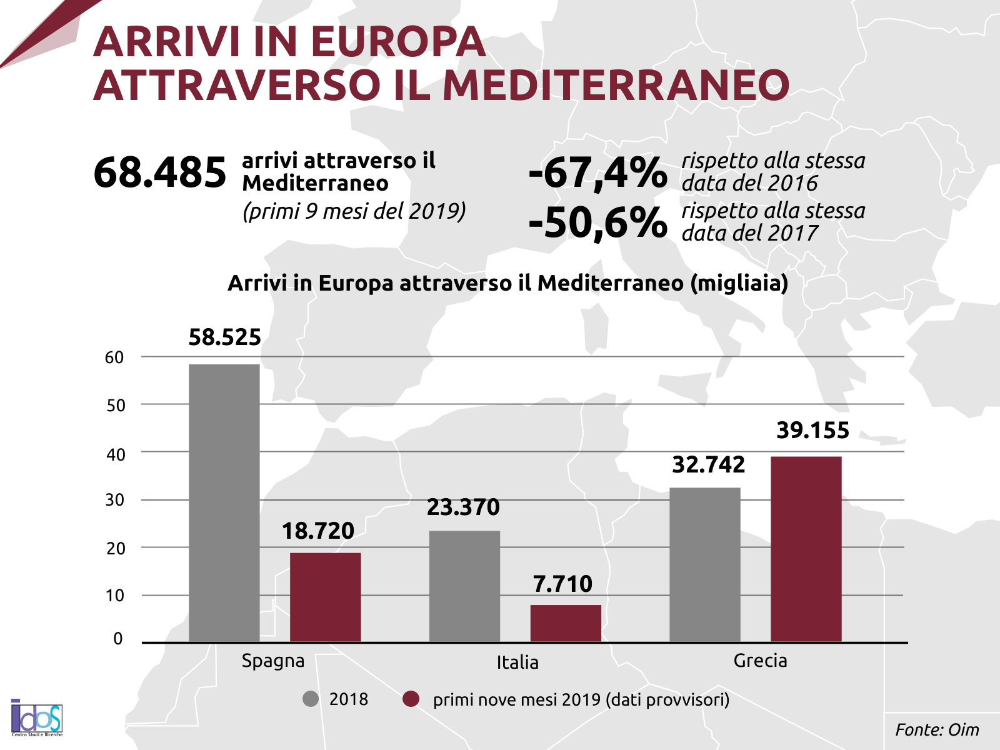 ARRIVI IN EUROPA
ATTRAVERSO IL MEDITERRANEO
68.485
arrivi attraverso il
Mediterraneo
(primi 9 mesi del 2019)
-67,4%
rispetto alla stessa
data del 2016
-50,6%
rispetto alla stessa
data del 2017
Arrivi in Europa attraverso il Mediterraneo (migliaia)
58.525
60
50
39.155
40
32.742
30
23.370
18.720
20
7.710
10
0
Spagna
Italia
Grecia
2018
primi nove mesi 2019 (dati provvisori)
idos
Centro Studi e Ricerche
Fonte: Oim